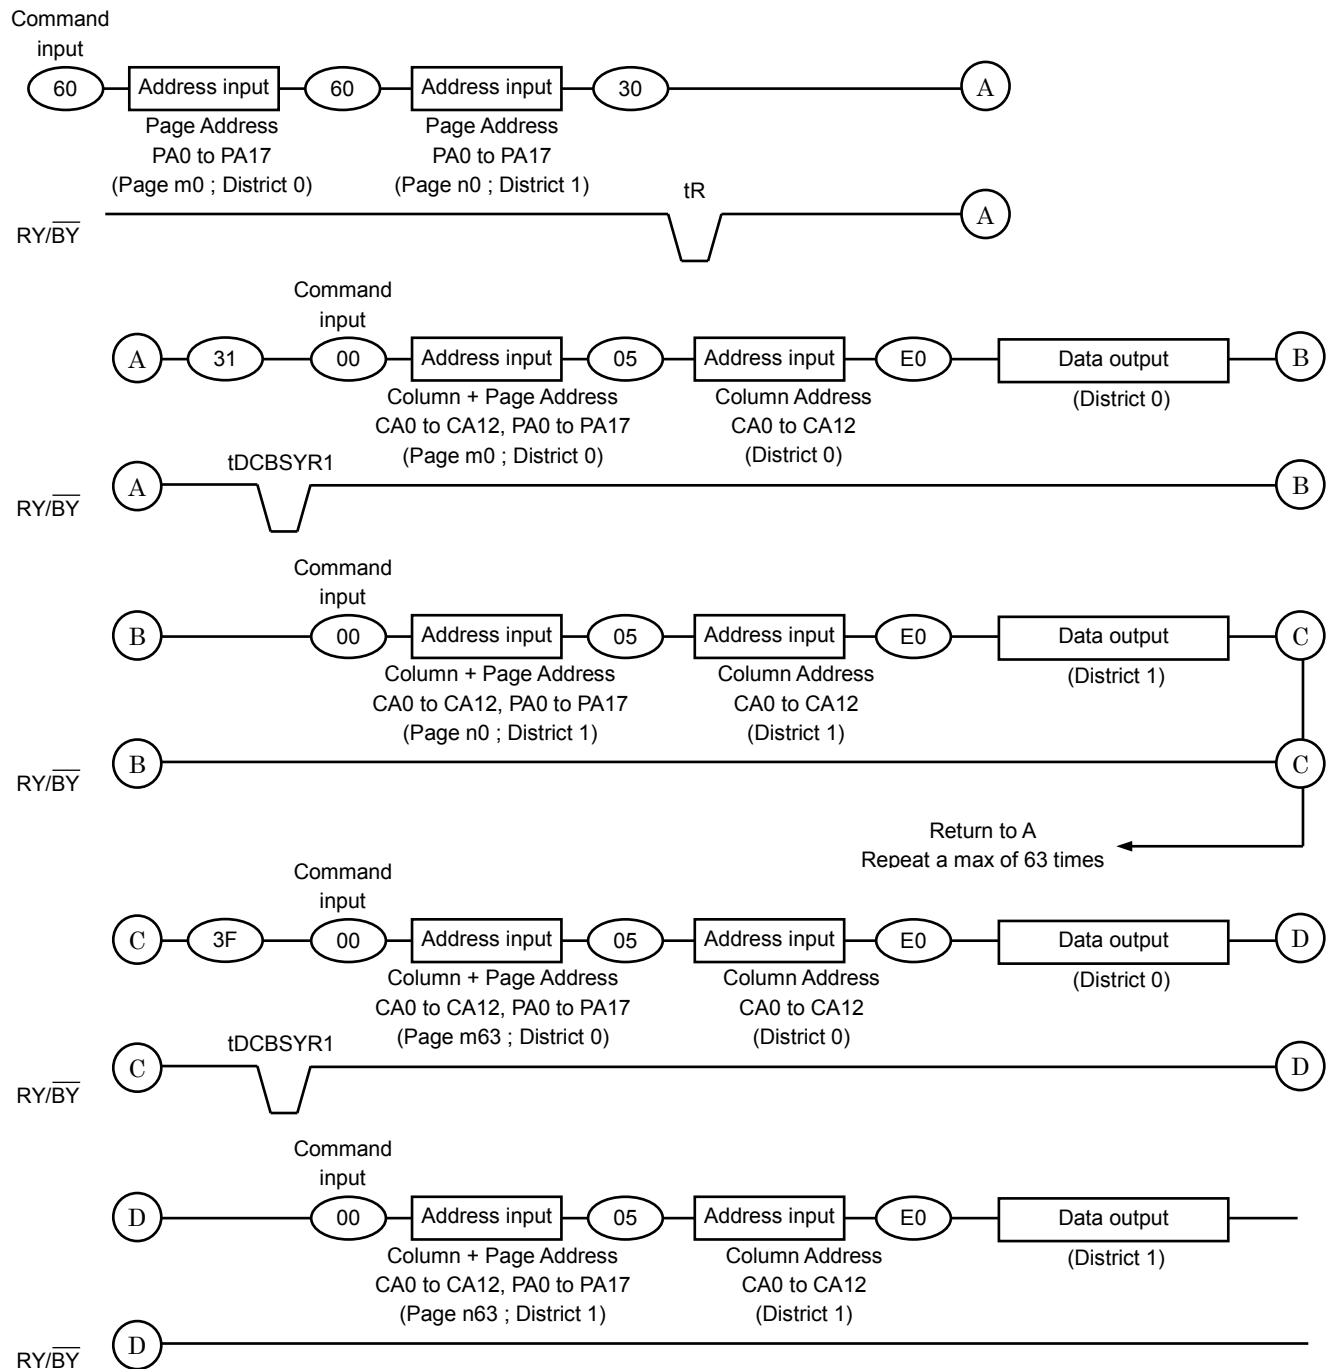 Command
input
60 Address input 60 Address input 30 A
Page Address Page Address
PA0 to PA17 PA0 to PA17
(Page m0 ; District 0) (Page n0 ; District 1)
tR
RY/BY A
Command
input
A 31 00 Address input 05 Address input E0 Data output B
Column + Page Address Column Address (District 0)
CA0 to CA12, PA0 to PA17 CA0 to CA12
(Page m0 ; District 0) (District 0)
tDCBSYR1
RY/BY A B
Command
input
B 00 Address input 05 Address input E0 Data output C
Column + Page Address Column Address (District 1)
CA0 to CA12, PA0 to PA17 CA0 to CA12
(Page n0 ; District 1) (District 1)
RY/BY B C
Return to A
Repeat a max of 63 times
Command
input
C 3F 00 Address input 05 Address input E0 Data output D
Column + Page Address Column Address (District 0)
CA0 to CA12, PA0 to PA17 CA0 to CA12
(Page m63 ; District 0) (District 0)
tDCBSYR1
RY/BY C D
Command
input
D 00 Address input 05 Address input E0 Data output
Column + Page Address Column Address (District 1)
CA0 to CA12, PA0 to PA17 CA0 to CA12
(Page n63 ; District 1) (District 1)
RY/BY D